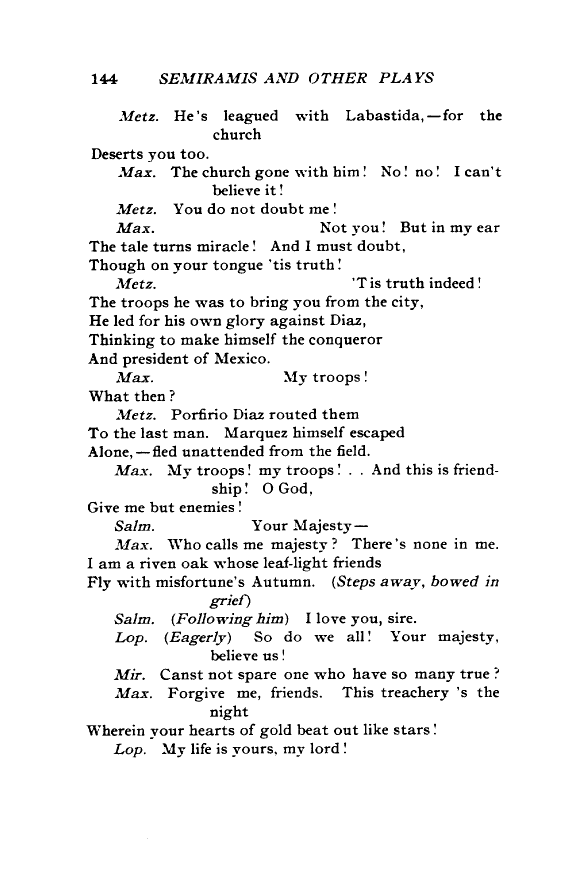 144 SEMIRAMIS AND OTHER PLAYS
Metz. He's leagued with Labastida,—for the
church
Deserts you too.
Max. The church gone with him! No! no! I can't
believe it!
Metz. You do not doubt me!
Max. Not you! But in my ear
The tale turns miracle! And I must doubt,
Though on your tongue 'tis truth!
Metz. 'Tis truth indeed!
The troops he was to bring you from the city,
He led for his own glory against Diaz,
Thinking to make himself the conqueror
And president of Mexico.
Max. My troops!
What then?
Metz. Porfirio Diaz routed them
To the last man. Marquez himself escaped
Alone,—fled unattended from the field.
Max. My troops! my troops! . . And this is friend-
ship! O God,
Give me but enemies!
Salm. Your Majesty—
Max. Who calls me majesty? There's none in me.
I am a riven oak whose leaf-light friends
Fly with misfortune's Autumn. (Steps away, bowed in
grief)
Salm. (Following him) I love you, sire.
Lop. (Eagerly) So do we all! Your majesty,
believe us!
Mir. Canst not spare one who have so many true?
Max. Forgive me, friends. This treachery 's the
night
Wherein your hearts of gold beat out like stars!
Lop. My life is yours, my lord!